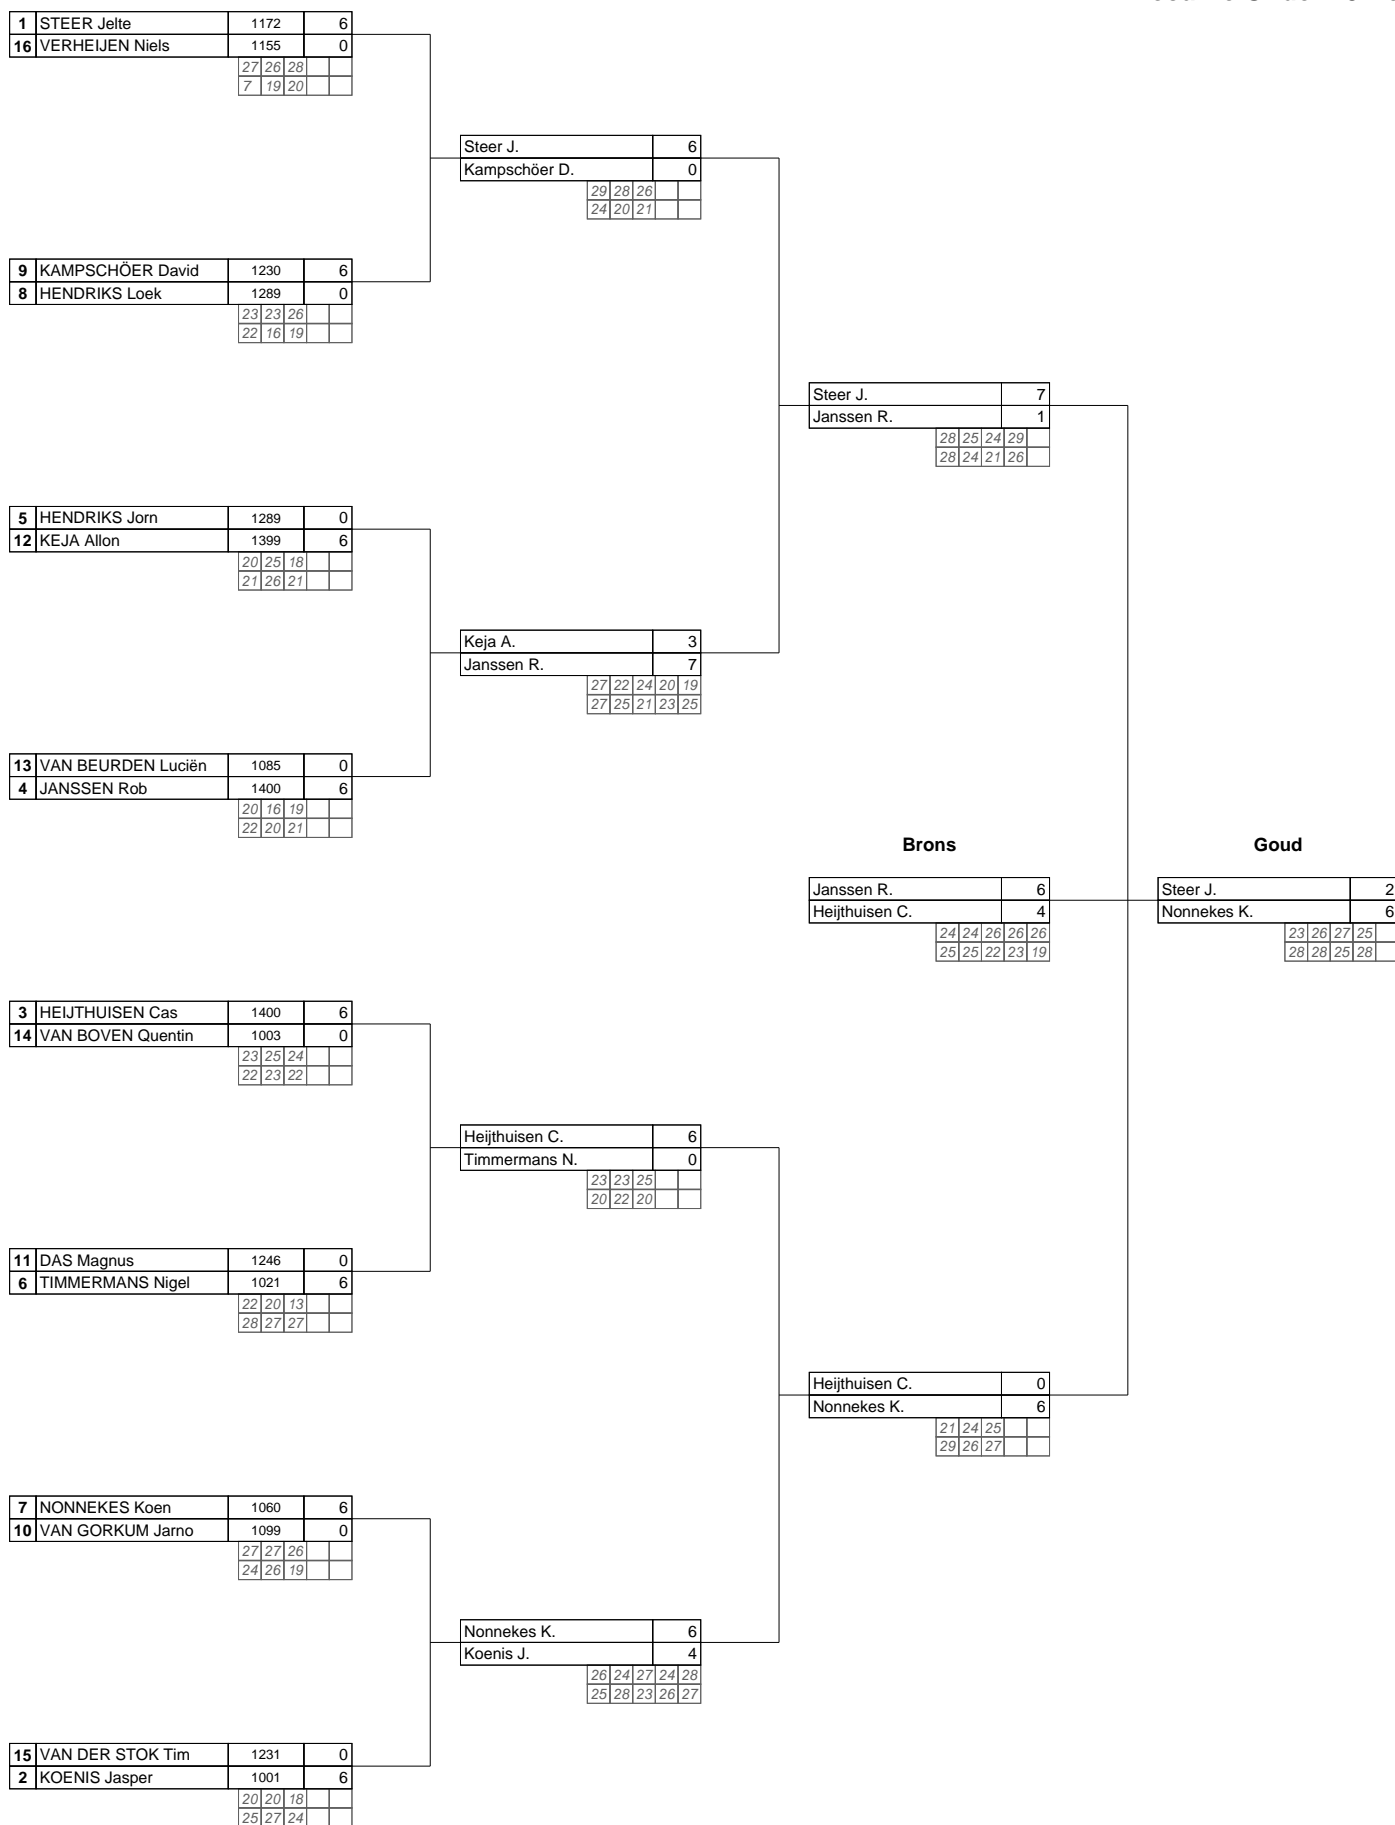 1 STEER Jelte 1172 6
16 VERHEIJEN Niels 1155 0
27 26 28
7 19 20
Steer J. 6
Kampschöer D. 0
29 28 26
24 20 21
9 KAMPSCHÖER David 1230 6
8 HENDRIKS Loek 1289 0
23 23 26
22 16 19
Steer J. 7
Janssen R. 1
28 25 24 29
28 24 21 26
5 HENDRIKS Jorn 1289 0
12 KEJA Allon 1399 6
20 25 18
21 26 21
Keja A. 3
Janssen R. 7
27 22 24 20 19
27 25 21 23 25
13 VAN BEURDEN Luciën 1085 0
4 JANSSEN Rob 1400 6
20 16 19
22 20 21
Brons Goud
Janssen R. 6 Steer J. 2
Heijthuisen C. 4 Nonnekes K. 6
24 24 26 26 26 23 26 27 25
25 25 22 23 19 28 28 25 28
3 HEIJTHUISEN Cas 1400 6
14 VAN BOVEN Quentin 1003 0
23 25 24
22 23 22
Heijthuisen C. 6
Timmermans N. 0
23 23 25
20 22 20
11 DAS Magnus 1246 0
6 TIMMERMANS Nigel 1021 6
22 20 13
28 27 27
Heijthuisen C. 0
Nonnekes K. 6
21 24 25
29 26 27
7 NONNEKES Koen 1060 6
10 VAN GORKUM Jarno 1099 0
27 27 26
24 26 19
Nonnekes K. 6
Koenis J. 4
26 24 27 24 28
25 28 23 26 27
15 VAN DER STOK Tim 1231 0
2 KOENIS Jasper 1001 6
20 20 18
25 27 24